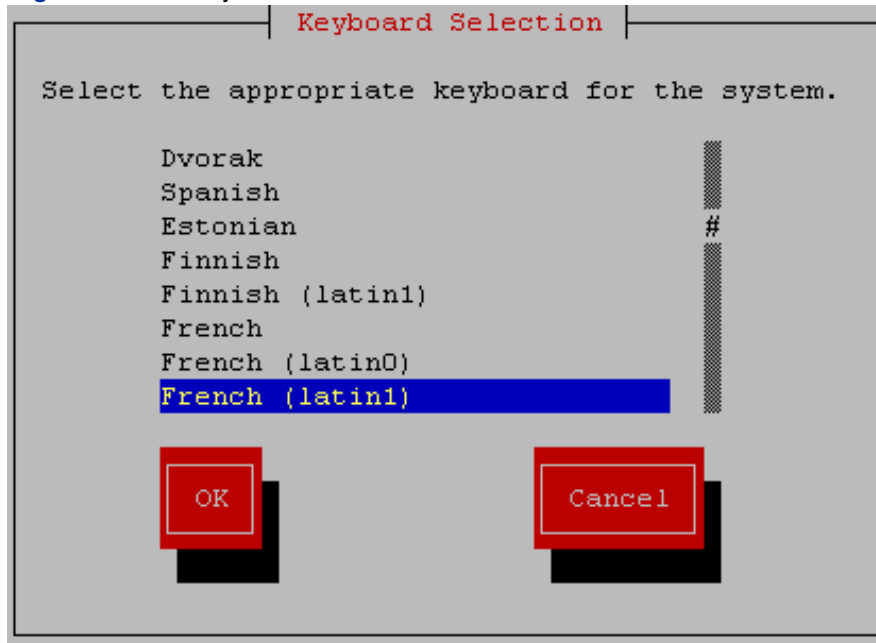 Keyboard Selection
Select the appropriate keyboard for the system.
Dvorak
Spanish
Estonian #
Finnish
Finnish (latin1)
French
French (latin0)
French (latin1)
OK Cancel